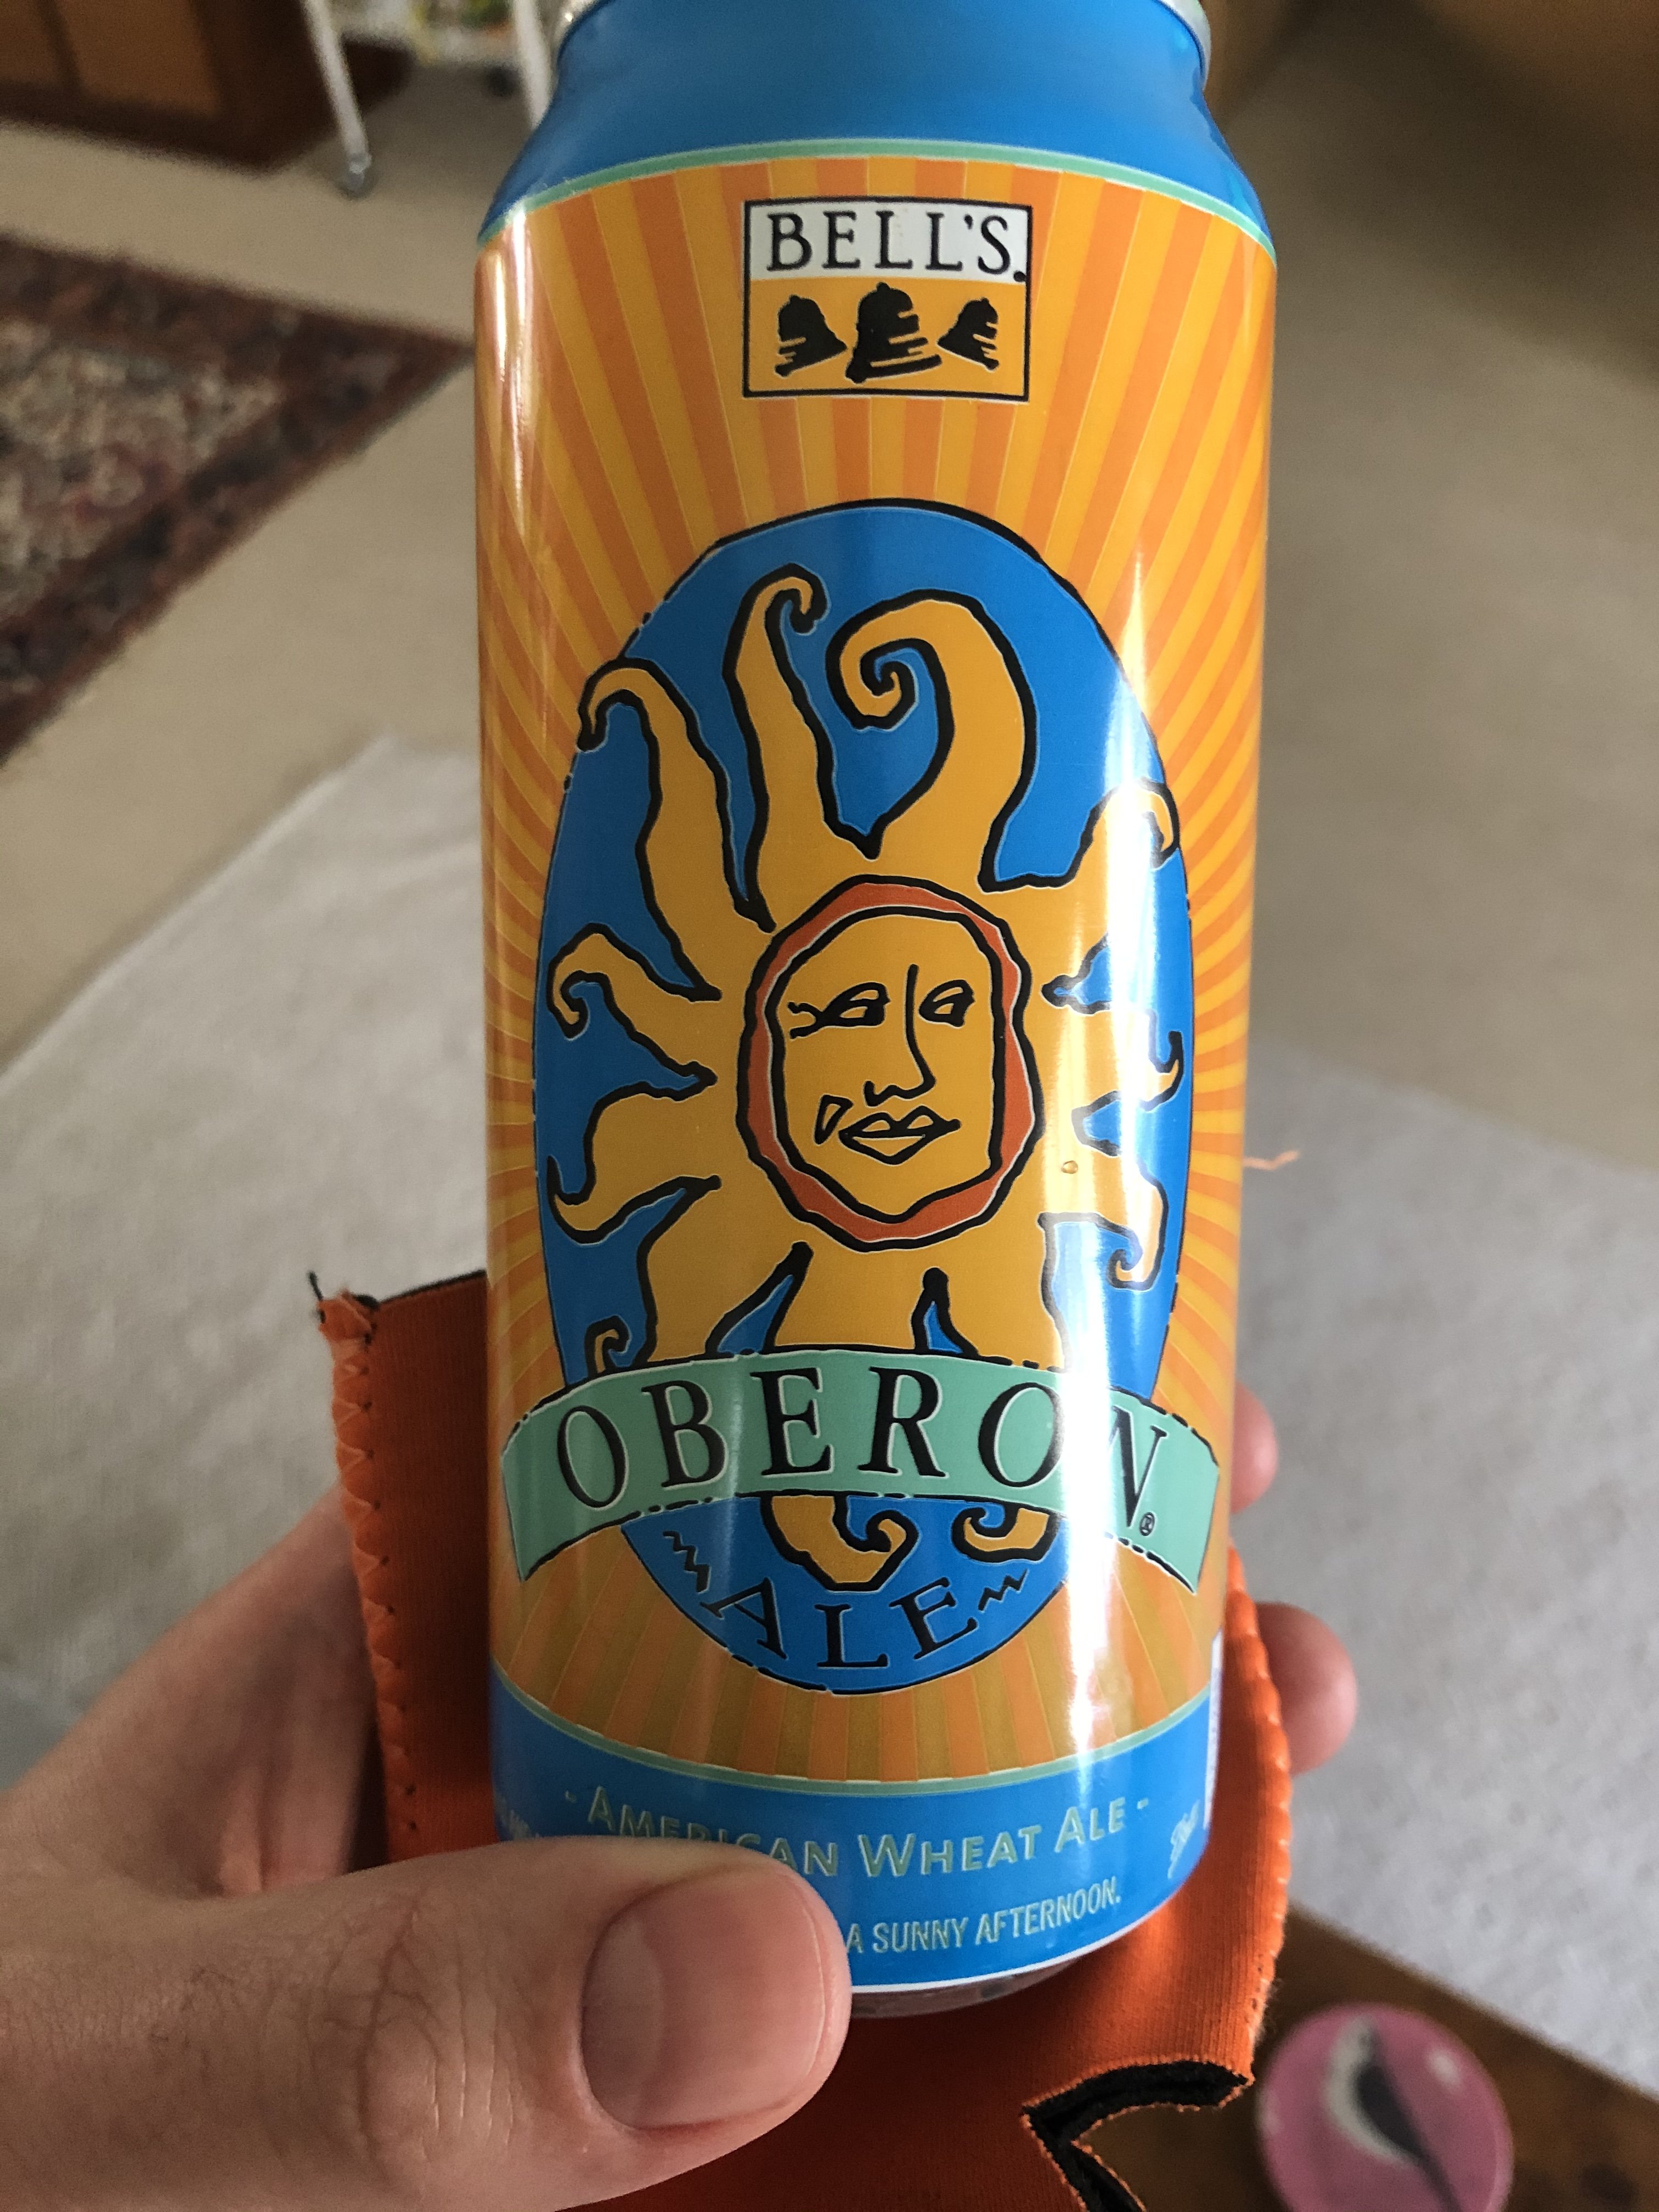 BELL'S.
OBERON®
ALE
- AMERICAN WHEAT ALE -
A SUNNY AFTERNOON.